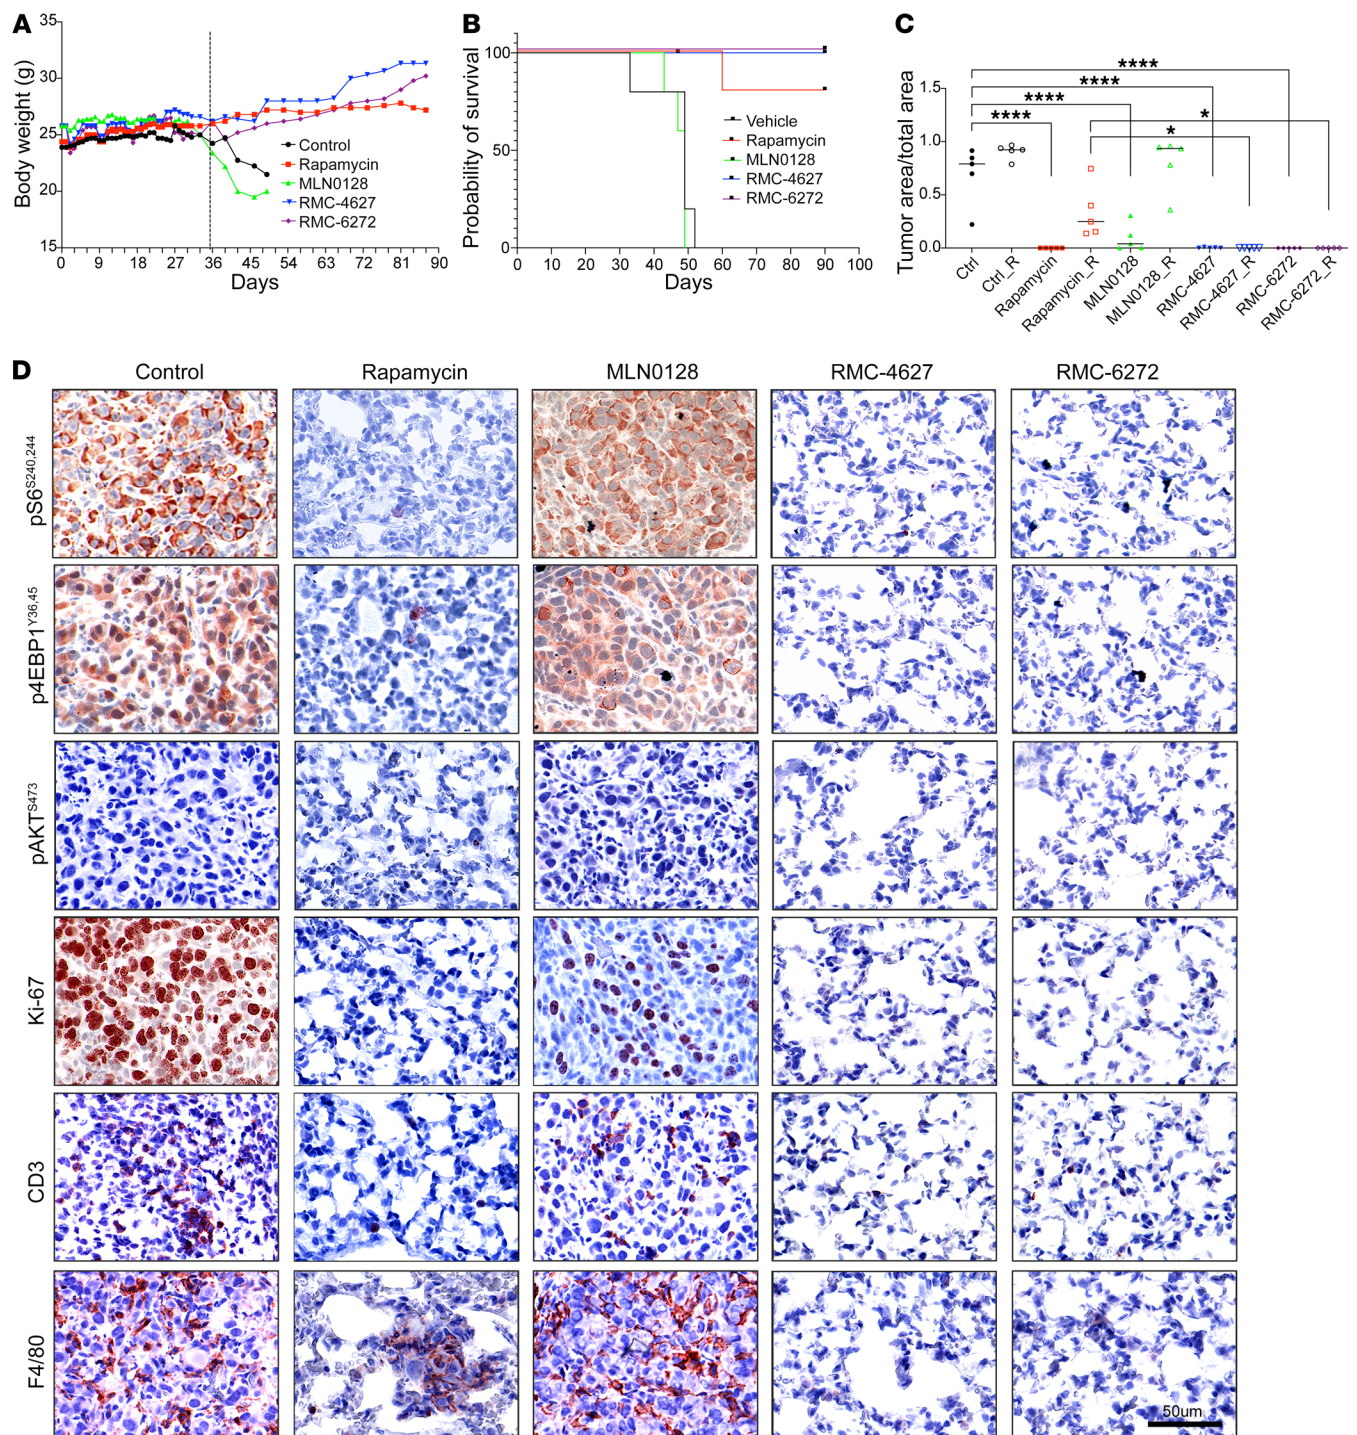 A
Body weight (g)
35
30
25
20
15
0 9 18 27 36 48 54 63 72 81 90
Days
Control
Rapamycin
MLN0128
RMC-4627
RMC-6272
B
Probability of survival
100
50
0
0 10 20 30 40 50 60 70 80 90 100
Days
Vehicle
Rapamycin
MLN0128
RMC-4627
RMC-6272
C
Tumor area/total area
1.5
1.0
0.5
0.0
****
****
****
****
*
*
Ctrl
Ctrl_R
Rapamycin
Rapamycin_R
MLN0128
MLN0128_R
RMC-4627
RMC-4627_R
RMC-6272
RMC-6272_R
D
Control Rapamycin MLN0128 RMC-4627 RMC-6272
pS6S240,244
p4EBP1Y36,45
pAKTS473
Ki-67
CD3
F4/80
50um